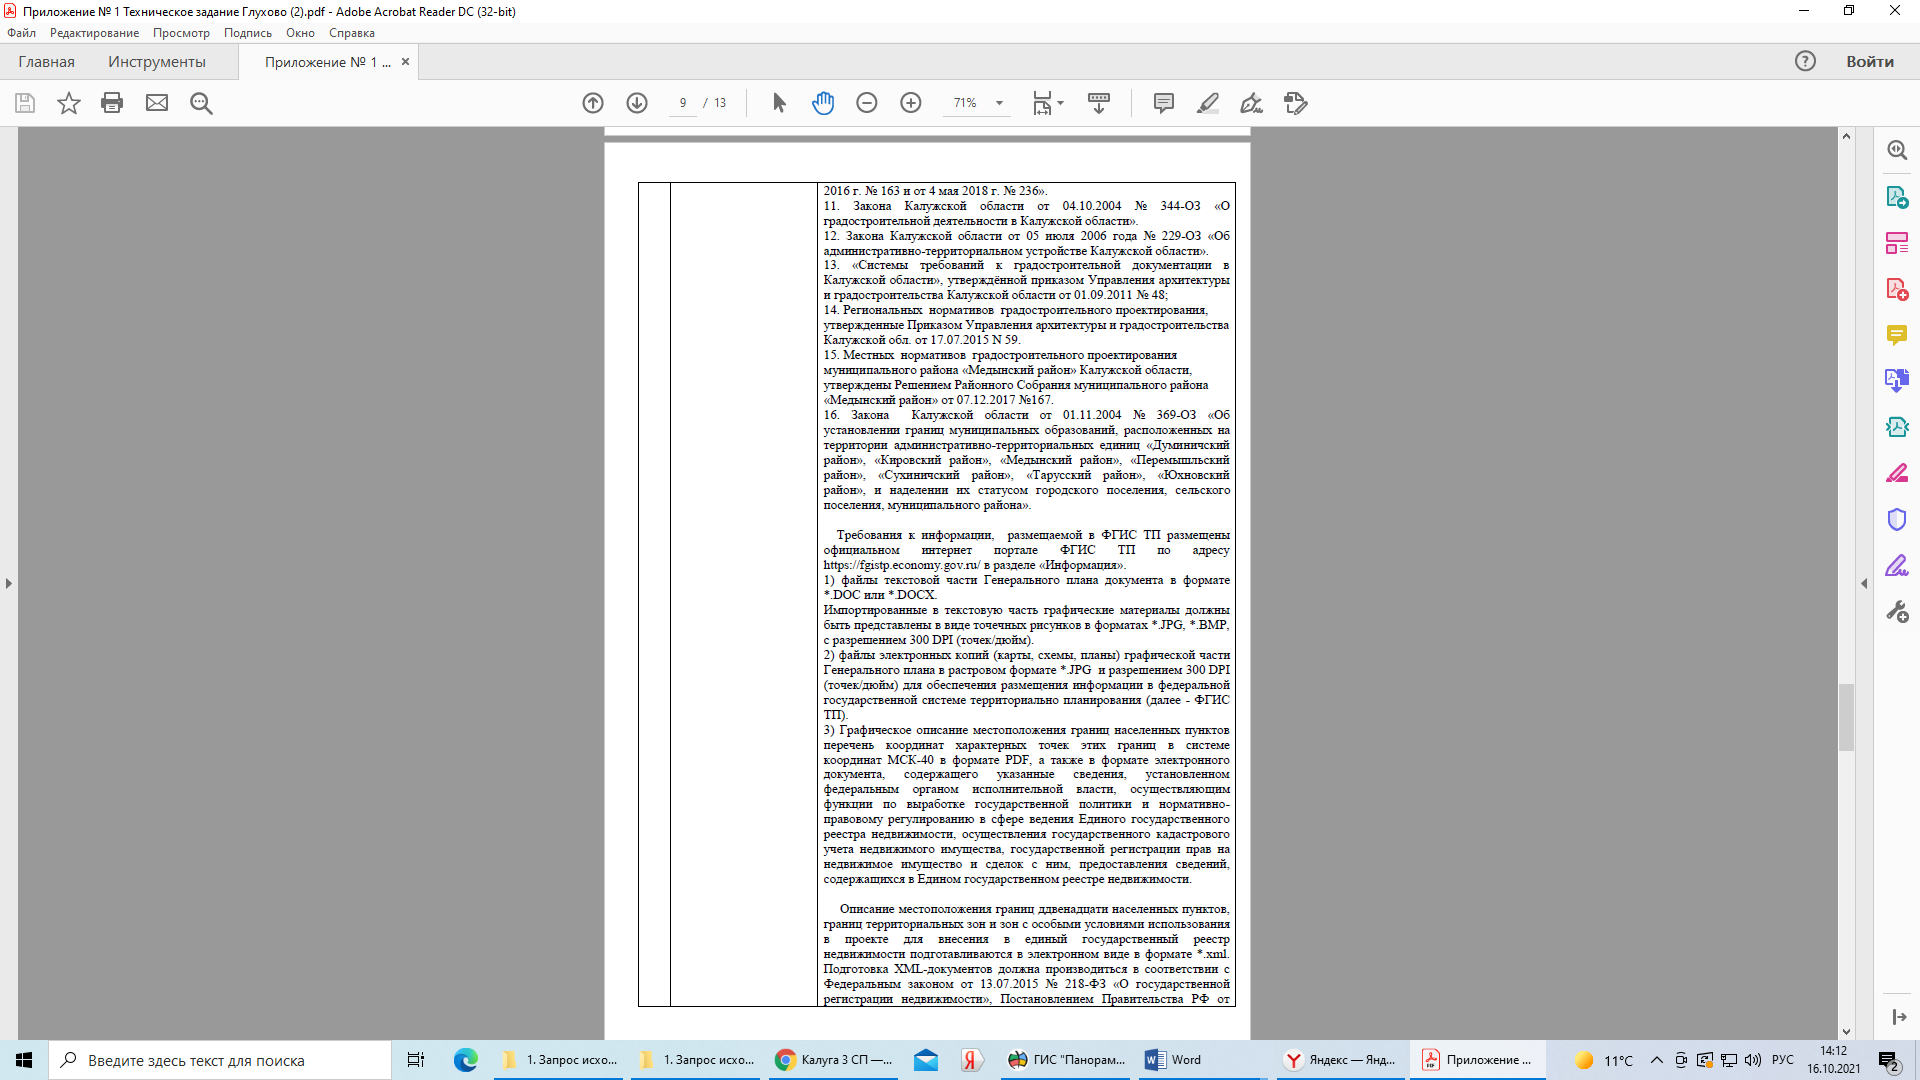 Приложение № 1 Техническое задание Глухово (2).pdf - Adobe Acrobat Reader DC (32-bit)
Файл Редактирование Просмотр Подпись Окно Справка
Главная Инструменты Приложение № 1 ... × Войти
9 / 13 71%
2016 г. № 163 и от 4 мая 2018 г. № 236».
11. Закона Калужской области от 04.10.2004 № 344-ОЗ «О
градостроительной деятельности в Калужской области».
12. Закона Калужской области от 05 июля 2006 года № 229-ОЗ «Об
административно-территориальном устройстве Калужской области».
13. «Системы требований к градостроительной документации в
Калужской области», утверждённой приказом Управления архитектуры
и градостроительства Калужской области от 01.09.2011 № 48;
14. Региональных нормативов градостроительного проектирования,
утвержденные Приказом Управления архитектуры и градостроительства
Калужской обл. от 17.07.2015 N 59.
15. Местных нормативов градостроительного проектирования
муниципального района «Медынский район» Калужской области,
утверждены Решением Районного Собрания муниципального района
«Медынский район» от 07.12.2017 №167.
16. Закона Калужской области от 01.11.2004 № 369-ОЗ «Об
установлении границ муниципальных образований, расположенных на
территории административно-территориальных единиц «Думиничский
район», «Кировский район», «Медынский район», «Перемышльский
район», «Сухиничский район», «Тарусский район», «Юхновский
район», и наделении их статусом городского поселения, сельского
поселения, муниципального района».
Требования к информации, размещаемой в ФГИС ТП размещены
официальном интернет портале ФГИС ТП по адресу
https://fgistp.economy.gov.ru/ в разделе «Информация».
1) файлы текстовой части Генерального плана документа в формате
*.DOC или *.DOCX.
Импортированные в текстовую часть графические материалы должны
быть представлены в виде точечных рисунков в форматах *.JPG, *.BMP,
с разрешением 300 DPI (точек/дюйм).
2) файлы электронных копий (карты, схемы, планы) графической части
Генерального плана в растровом формате *.JPG и разрешением 300 DPI
(точек/дюйм) для обеспечения размещения информации в федеральной
государственной системе территориально планирования (далее - ФГИС
ТП).
3) Графическое описание местоположения границ населенных пунктов
перечень координат характерных точек этих границ в системе
координат МСК-40 в формате PDF, а также в формате электронного
документа, содержащего указанные сведения, установленном
федеральным органом исполнительной власти, осуществляющим
функции по выработке государственной политики и нормативно-
правовому регулированию в сфере ведения Единого государственного
реестра недвижимости, осуществления государственного кадастрового
учета недвижимого имущества, государственной регистрации прав на
недвижимое имущество и сделок с ним, предоставления сведений,
содержащихся в Едином государственном реестре недвижимости.
Описание местоположения границ ддвенадцати населенных пунктов,
границ территориальных зон и зон с особыми условиями использования
в проекте для внесения в единый государственный реестр
недвижимости подготавливаются в электронном виде в формате *.xml.
Подготовка XML-документов должна производиться в соответствии с
Федеральным законом от 13.07.2015 № 218-ФЗ «О государственной
регистрации недвижимости», Постановлением Правительства РФ от
Введите здесь текст для поиска 1. Запрос исхо... 1. Запрос исхо... Калуга 3 СП —... Я ГИС "Панорам... Word Яндекс — Янд... Приложение ... 11°C РУС 14:12
16.10.2021 2